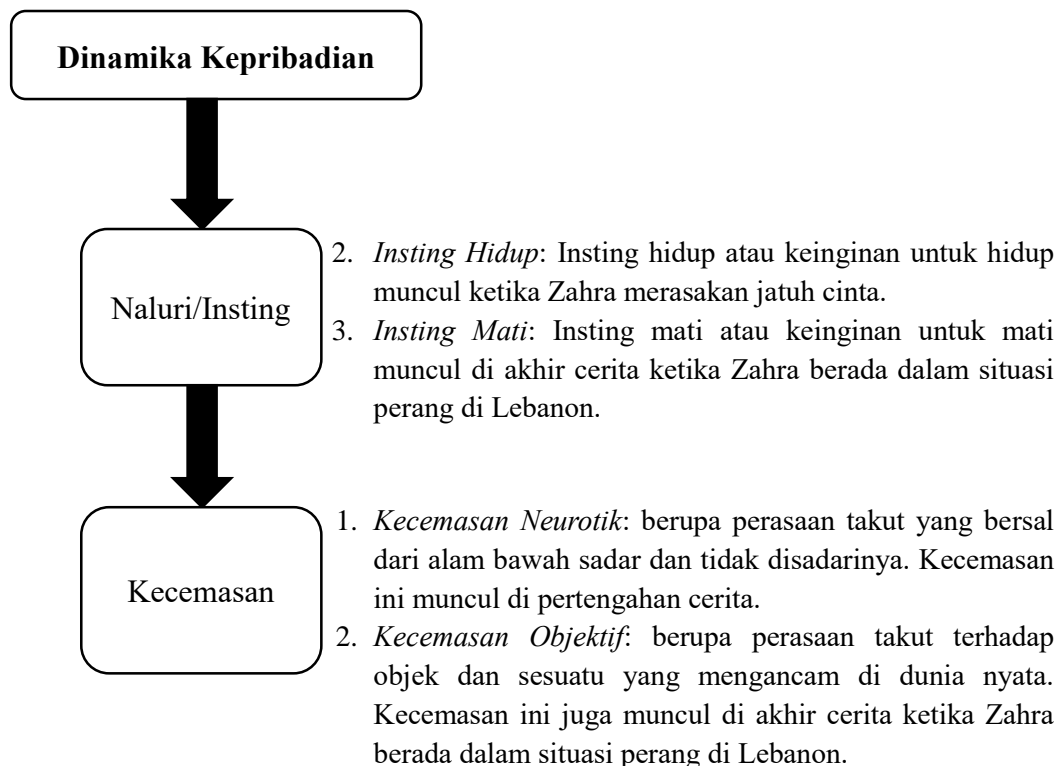 Dinamika Kepribadian
Naluri/Insting
2. Insting Hidup: Insting hidup atau keinginan untuk hidup
muncul ketika Zahra merasakan jatuh cinta.
3. Insting Mati: Insting mati atau keinginan untuk mati
muncul di akhir cerita ketika Zahra berada dalam situasi
perang di Lebanon.
Kecemasan
1. Kecemasan Neurotik: berupa perasaan takut yang bersal
dari alam bawah sadar dan tidak disadarinya. Kecemasan
ini muncul di pertengahan cerita.
2. Kecemasan Objektif: berupa perasaan takut terhadap
objek dan sesuatu yang mengancam di dunia nyata.
Kecemasan ini juga muncul di akhir cerita ketika Zahra
berada dalam situasi perang di Lebanon.